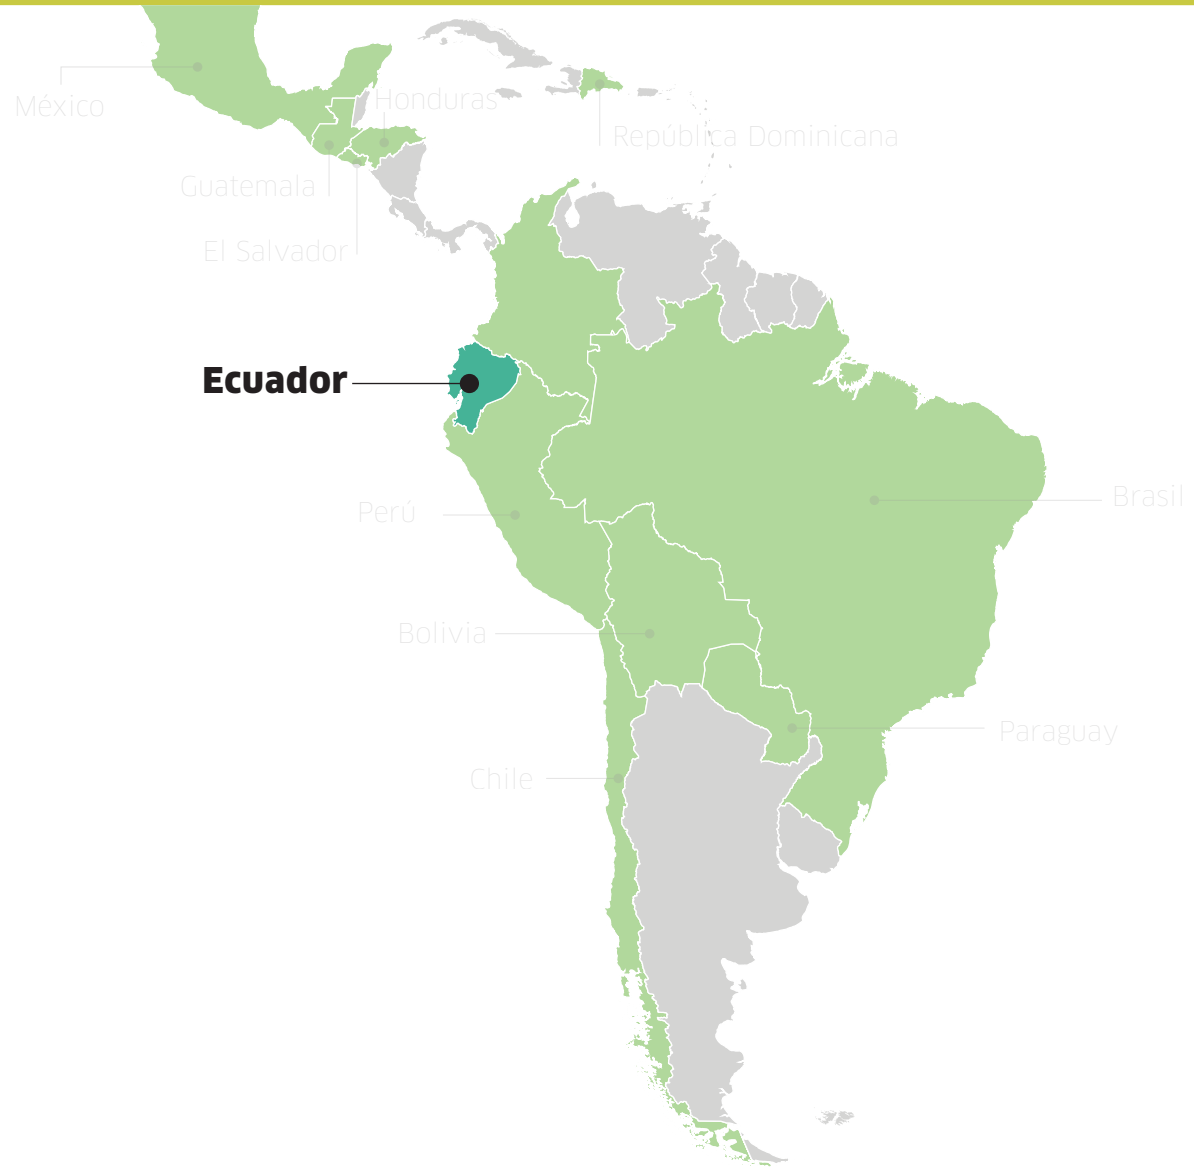 México
Honduras
República Dominicana
Guatemala
El Salvador
Ecuador
Perú
Brasil
Bolivia
Paraguay
Chile